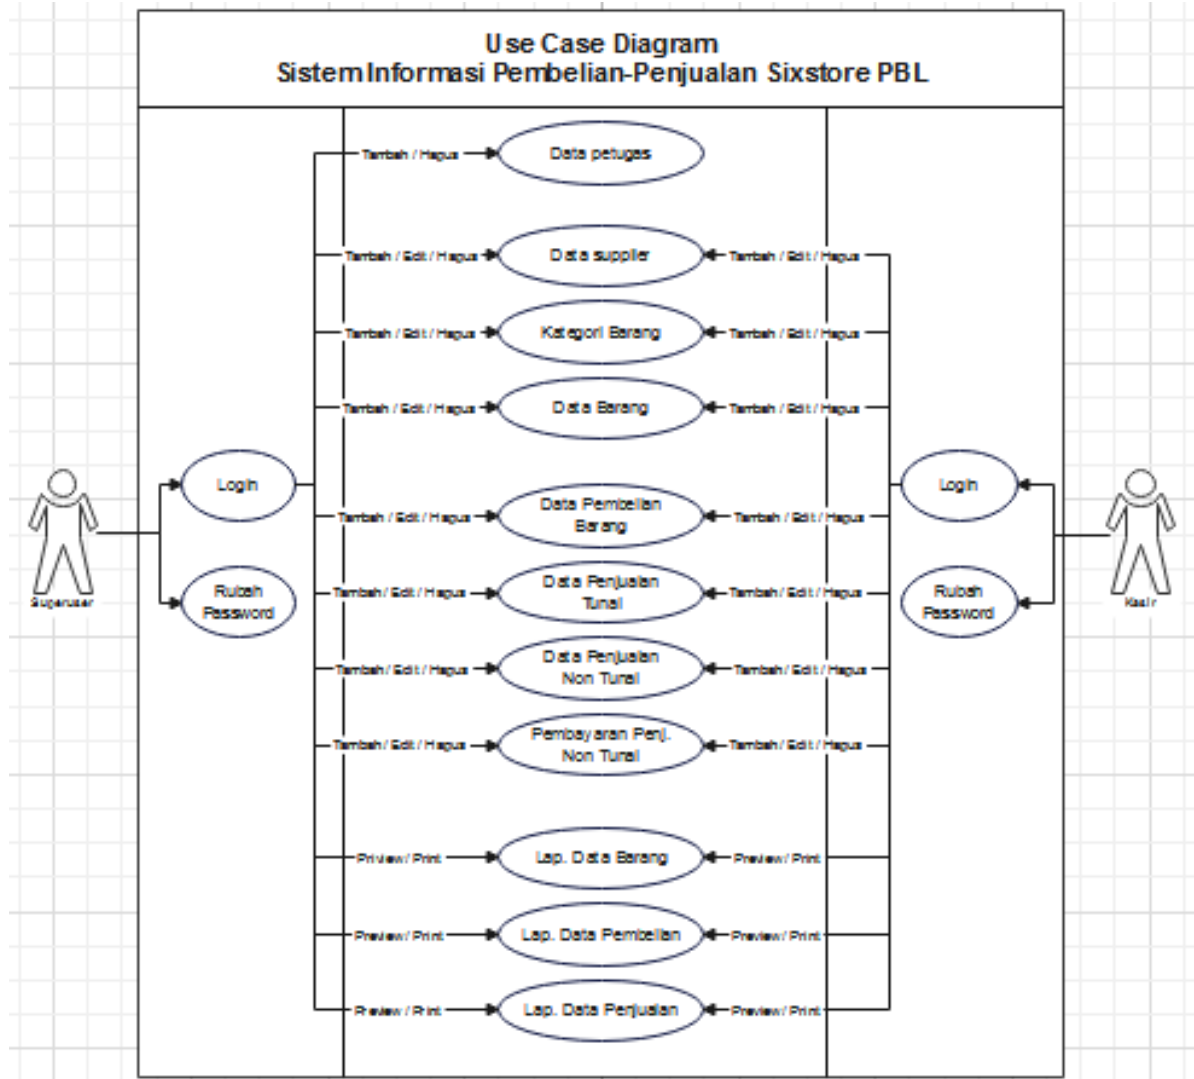 Use Case Diagram
Sistem Informasi Pembelian-Penjualan Sixstore PBL
Tambah / Hapus
Data petugas
Tambah / Edit / Hapus
Data supplier
Tambah / Edit / Hapus
Tambah / Edit / Hapus
Kategori Barang
Tambah / Edit / Hapus
Tambah / Edit / Hapus
Data Barang
Tambah / Edit / Hapus
Login
Login
Tambah / Edit / Hapus
Data Pembelian
Barang
Tambah / Edit / Hapus
Rubah
Password
Superuser
Tambah / Edit / Hapus
Data Penjualan
Tunai
Tambah / Edit / Hapus
Rubah
Password
Kasir
Tambah / Edit / Hapus
Data Penjualan
Non Tunai
Tambah / Edit / Hapus
Tambah / Edit / Hapus
Pembayaran Penj.
Non Tunai
Tambah / Edit / Hapus
Priview / Print
Lap. Data Barang
Preview / Print
Preview / Print
Lap. Data Pembelian
Preview / Print
Preview / Print
Lap. Data Penjualan
Preview / Print